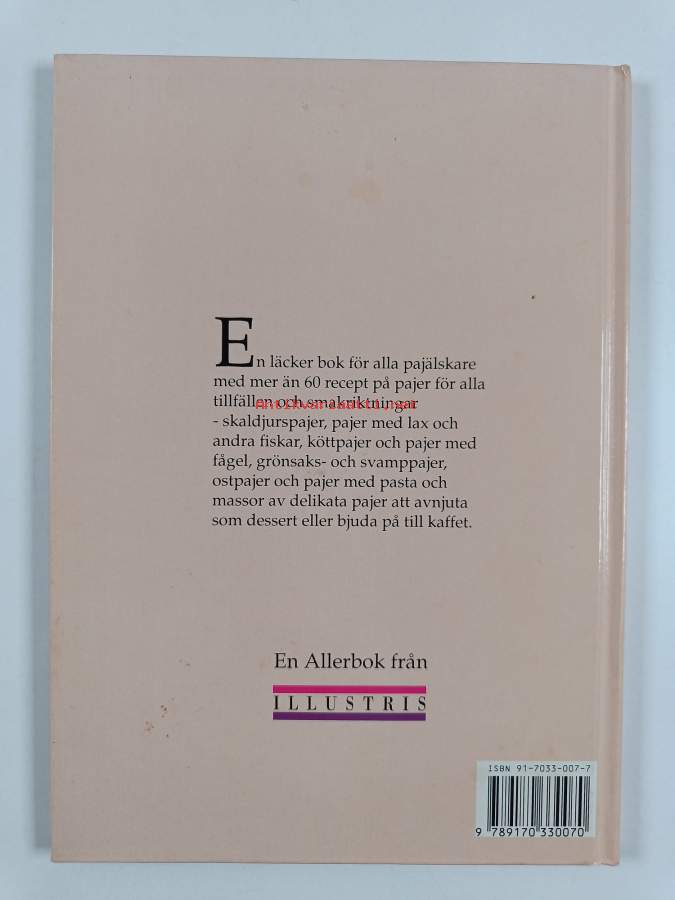 En läcker bok för alla pajälskare
med mer än 60 recept på pajer för alla
tillfällen och smakriktningar
Antikvariaatti.net
- skaldjurspajer, pajer med lax och
andra fiskar, köttpajer och pajer med
fågel, grönsaks- och svamppajer,
ostpajer och pajer med pasta och
massor av delikata pajer att avnjuta
som dessert eller bjuda på till kaffet.
En Allerbok från
ILLUSTRIS
ISBN 91-7033-007-7
9 789170 330070